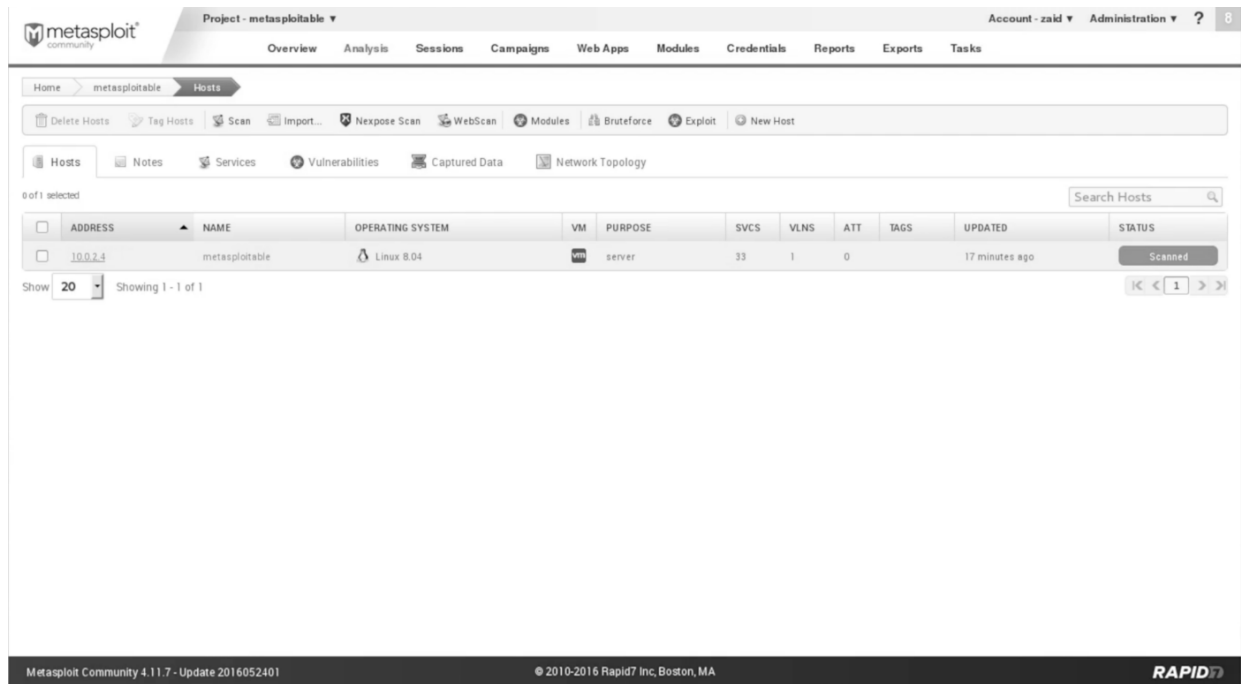 metasploit®
community
Project - metasploitable ▼
Account - zaid ▼ Administration ▼ ? 8
Overview Analysis Sessions Campaigns Web Apps Modules Credentials Reports Exports Tasks
Home metasploitable Hosts
Delete Hosts Tag Hosts Scan Import... Nexpose Scan WebScan Modules Bruteforce Exploit New Host
Hosts Notes Services Vulnerabilities Captured Data Network Topology
0 of 1 selected
Search Hosts
ADDRESS NAME OPERATING SYSTEM VM PURPOSE SVCS VLNS ATT TAGS UPDATED STATUS
10.0.2.4 metasploitable Linux 8.04 vm server 33 1 0 17 minutes ago Scanned
Show 20 Showing 1 - 1 of 1
1
Metasploit Community 4.11.7 - Update 2016052401 © 2010-2016 Rapid7 Inc, Boston, MA RAPID7